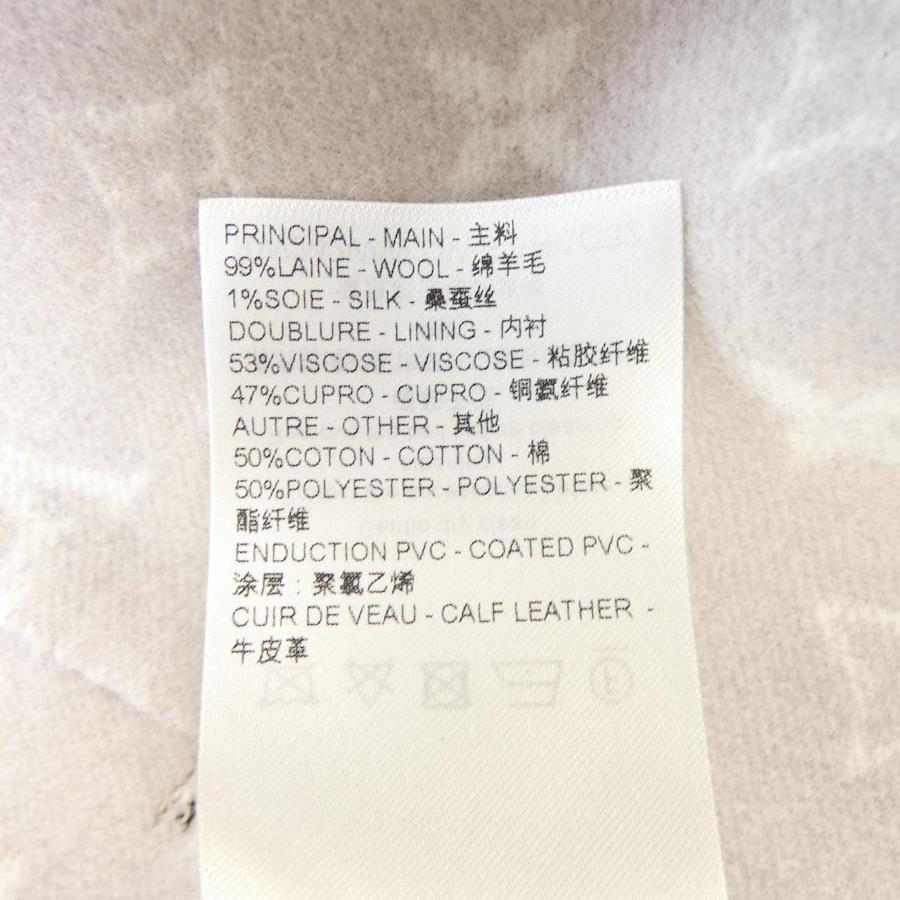 PRINCIPAL - MAIN - 主料
99%LAINE - WOOL - 绵羊毛
1%SOIE - SILK - 桑蚕丝
DOUBLURE - LINING - 内衬
53%VISCOSE - VISCOSE - 粘胶纤维
47%CUPRO - CUPRO - 铜氨纤维
AUTRE - OTHER - 其他
50%COTON - COTTON - 棉
50%POLYESTER - POLYESTER - 聚
酯纤维
ENDUCTION PVC - COATED PVC -
涂层 : 聚氯乙烯
CUIR DE VEAU - CALF LEATHER -
牛皮革